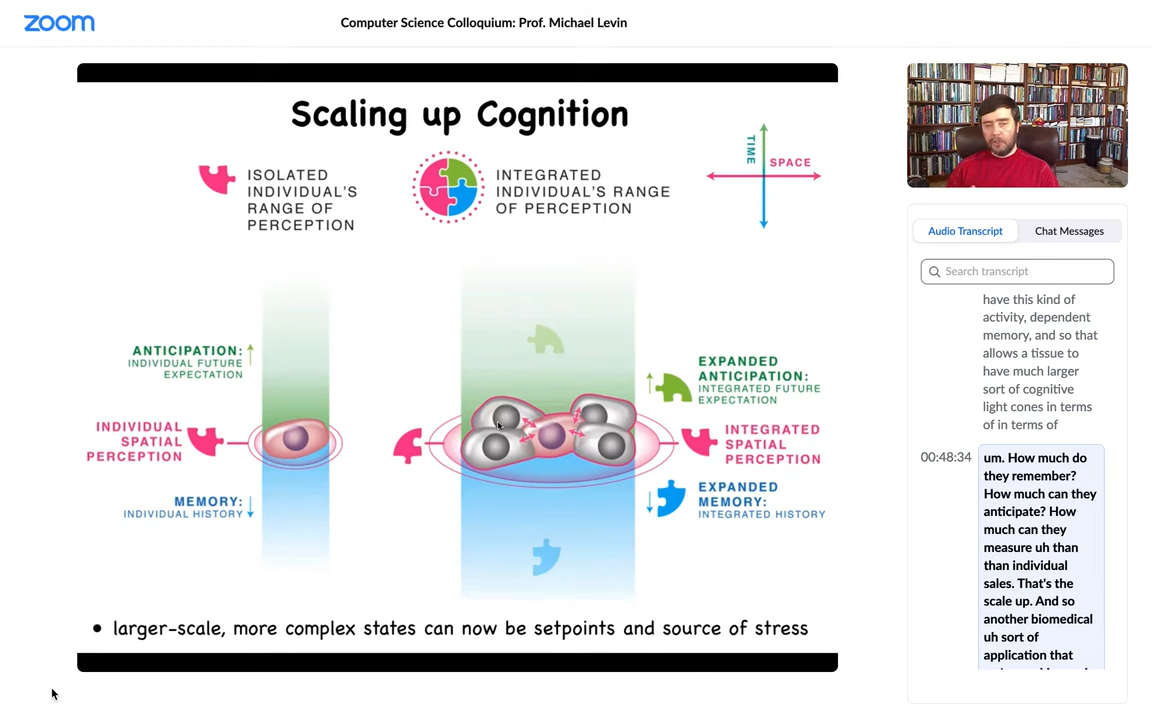 zoom
Computer Science Colloquium: Prof. Michael Levin
Scaling up Cognition
ISOLATED
INDIVIDUAL'S
RANGE OF
PERCEPTION
INTEGRATED
INDIVIDUAL'S RANGE
OF PERCEPTION
TIME
SPACE
ANTICIPATION:
INDIVIDUAL FUTURE
EXPECTATION
INDIVIDUAL
SPATIAL
PERCEPTION
MEMORY:
INDIVIDUAL HISTORY
EXPANDED
ANTICIPATION:
INTEGRATED FUTURE
EXPECTATION
INTEGRATED
SPATIAL
PERCEPTION
EXPANDED
MEMORY:
INTEGRATED HISTORY
• larger-scale, more complex states can now be setpoints and source of stress
Audio Transcript
Chat Messages
Search transcript
have this kind of
activity, dependent
memory, and so that
allows a tissue to
have much larger
sort of cognitive
light cones in terms
of in terms of
00:48:34
um. How much do
they remember?
How much can they
anticipate? How
much can they
measure uh than
than individual
sales. That's the
scale up. And so
another biomedical
uh sort of
application that